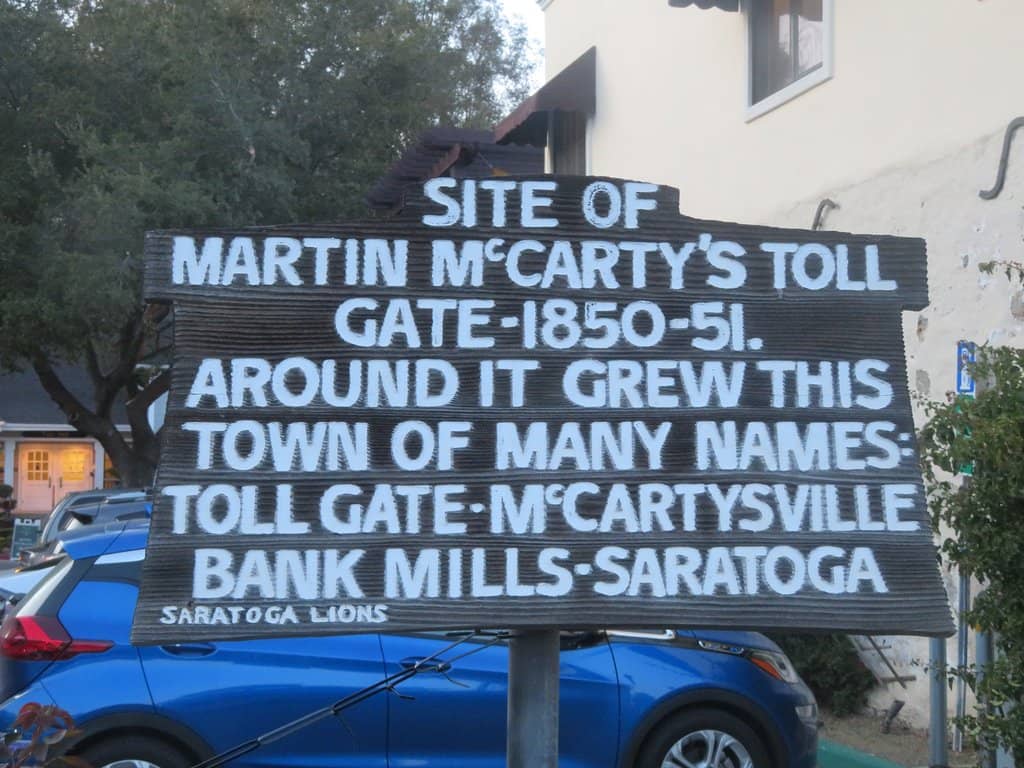 SITE OF
MARTIN McCARTY'S TOLL
GATE-1850-51.
AROUND IT GREW THIS
TOWN OF MANY NAMES:
TOLL GATE-McCARTYSVILLE
BANK MILLS-SARATOGA
SARATOGA LIONS